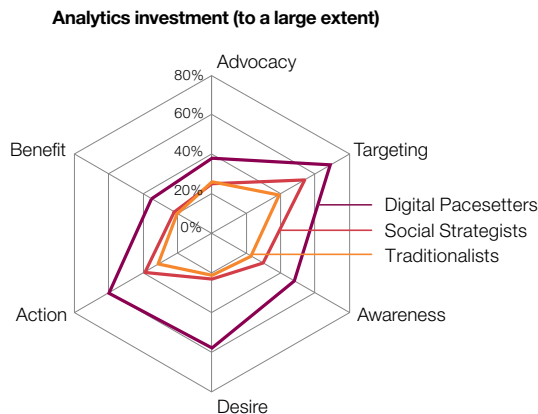 Analytics investment (to a large extent)
Advocacy
80%
60%
40%
20%
0%
Benefit
Targeting
Digital Pacesetters
Social Strategists
Traditionalists
Action
Awareness
Desire